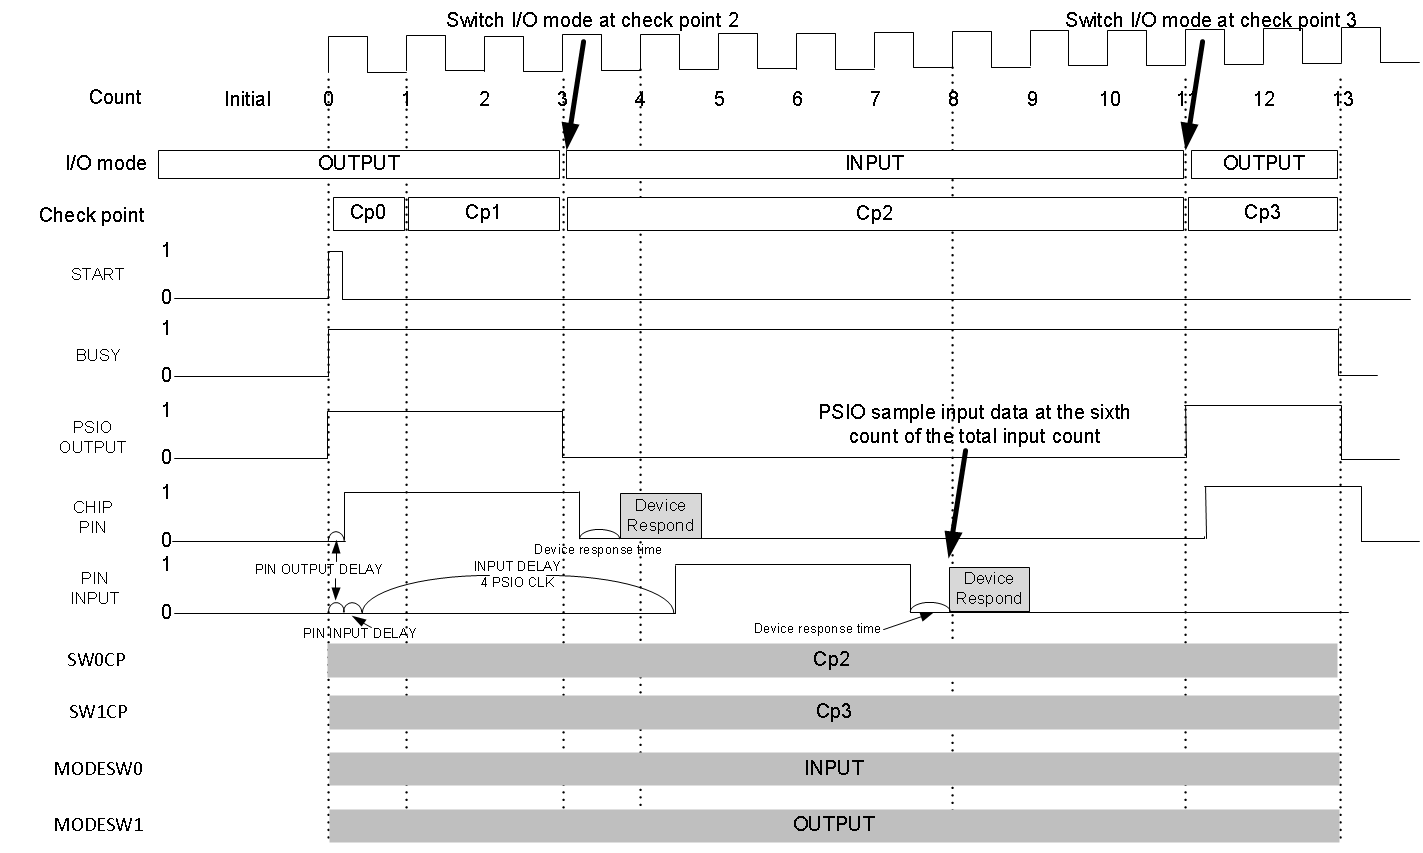 Switch I/O mode at check point 2
Switch I/O mode at check point 3
Count Initial 0 1 2 3 4 5 6 7 8 9 10 11 12 13
I/O mode OUTPUT INPUT OUTPUT
Check point Cp0 Cp1 Cp2 Cp3
1
START
0
1
BUSY
0
1
PSIO
OUTPUT
0
PSIO sample input data at the sixth
count of the total input count
1
CHIP
PIN
0
Device
Respond
Device response time
PIN OUTPUT DELAY
INPUT DELAY
4 PSIO CLK
1
PIN
INPUT
0
Device
Respond
PIN INPUT DELAY
Device response time
SW0CP Cp2
SW1CP Cp3
MODESW0 INPUT
MODESW1 OUTPUT